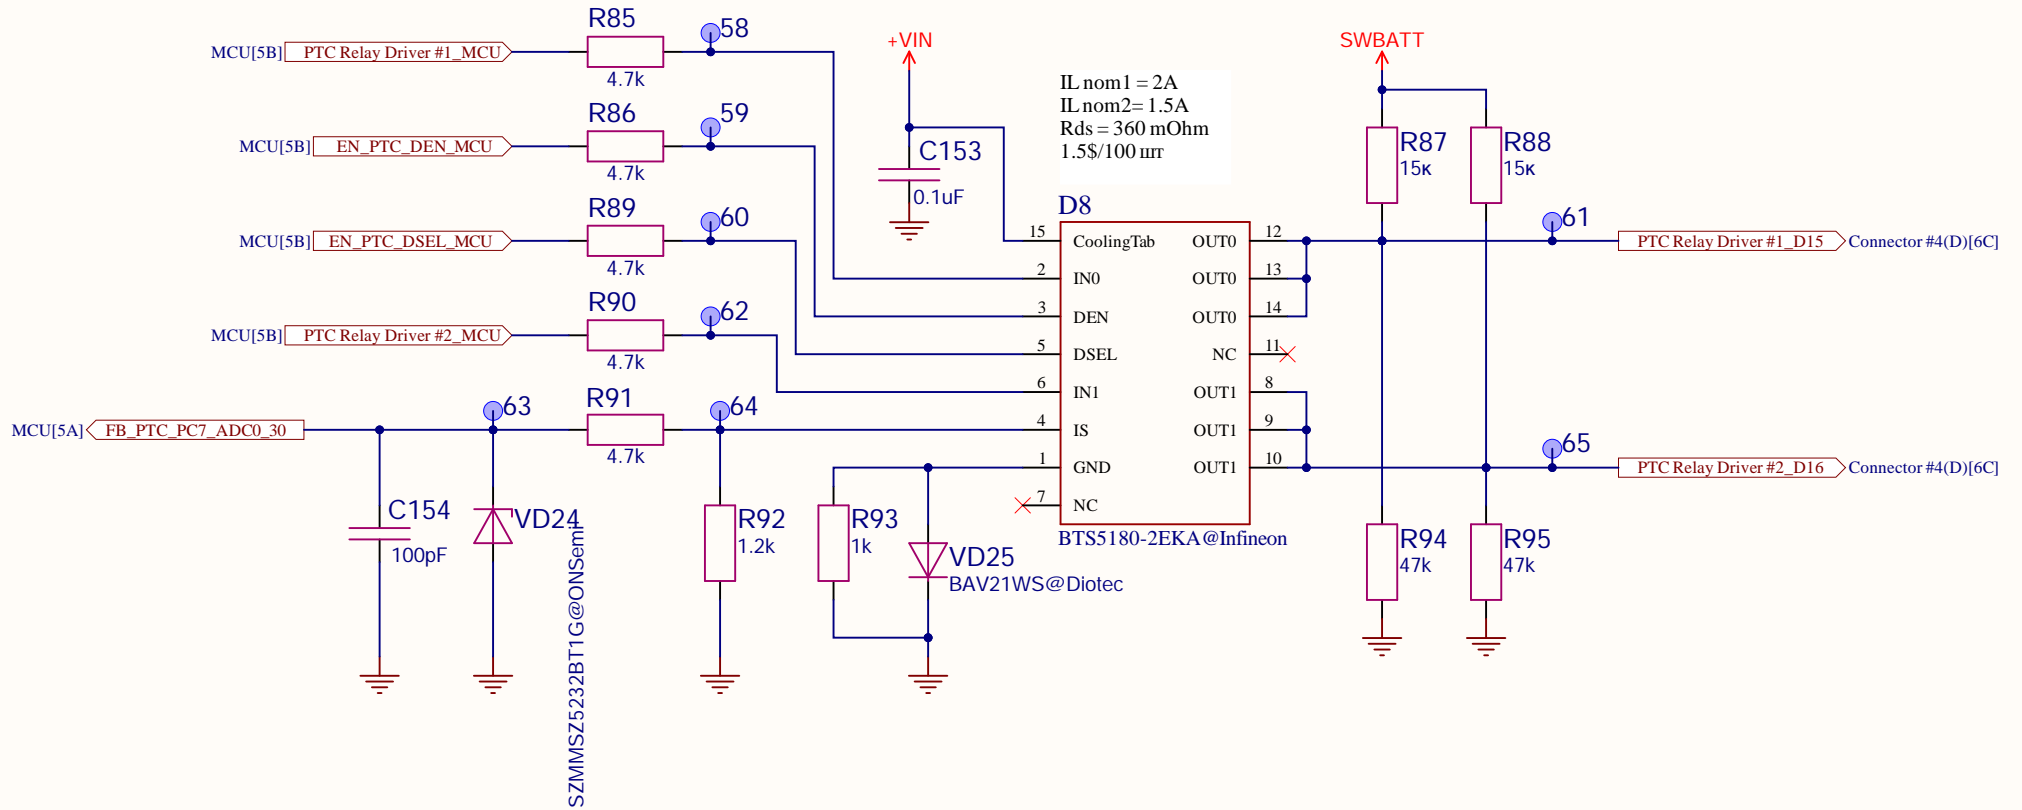 R85
58
MCU[5B] PTC Relay Driver #1_MCU
4.7k
+VIN
SWBATT
IL nom1 = 2A
IL nom2= 1.5A
Rds = 360 mOhm
1.5$/100 шт
R86
59
MCU[5B] EN_PTC_DEN_MCU
4.7k
C153
0.1uF
R87
15к
R88
15к
R89
60
MCU[5B] EN_PTC_DSEL_MCU
4.7k
D8
61
PTC Relay Driver #1_D15 Connector #4(D)[6C]
15 CoolingTab OUT0 12
2 IN0 OUT0 13
3 DEN OUT0 14
5 DSEL NC 11
6 IN1 OUT1 8
4 IS OUT1 9
1 GND OUT1 10
7 NC
BTS5180-2EKA@Infineon
R90
62
MCU[5B] PTC Relay Driver #2_MCU
4.7k
R91
63
64
MCU[5A] FB_PTC_PC7_ADC0_30
4.7k
65
PTC Relay Driver #2_D16 Connector #4(D)[6C]
C154
100pF
VD24
SZMMSZ5232BT1G@ONSemi
R92
1.2k
R93
1k
VD25
BAV21WS@Diotec
R94
47k
R95
47k